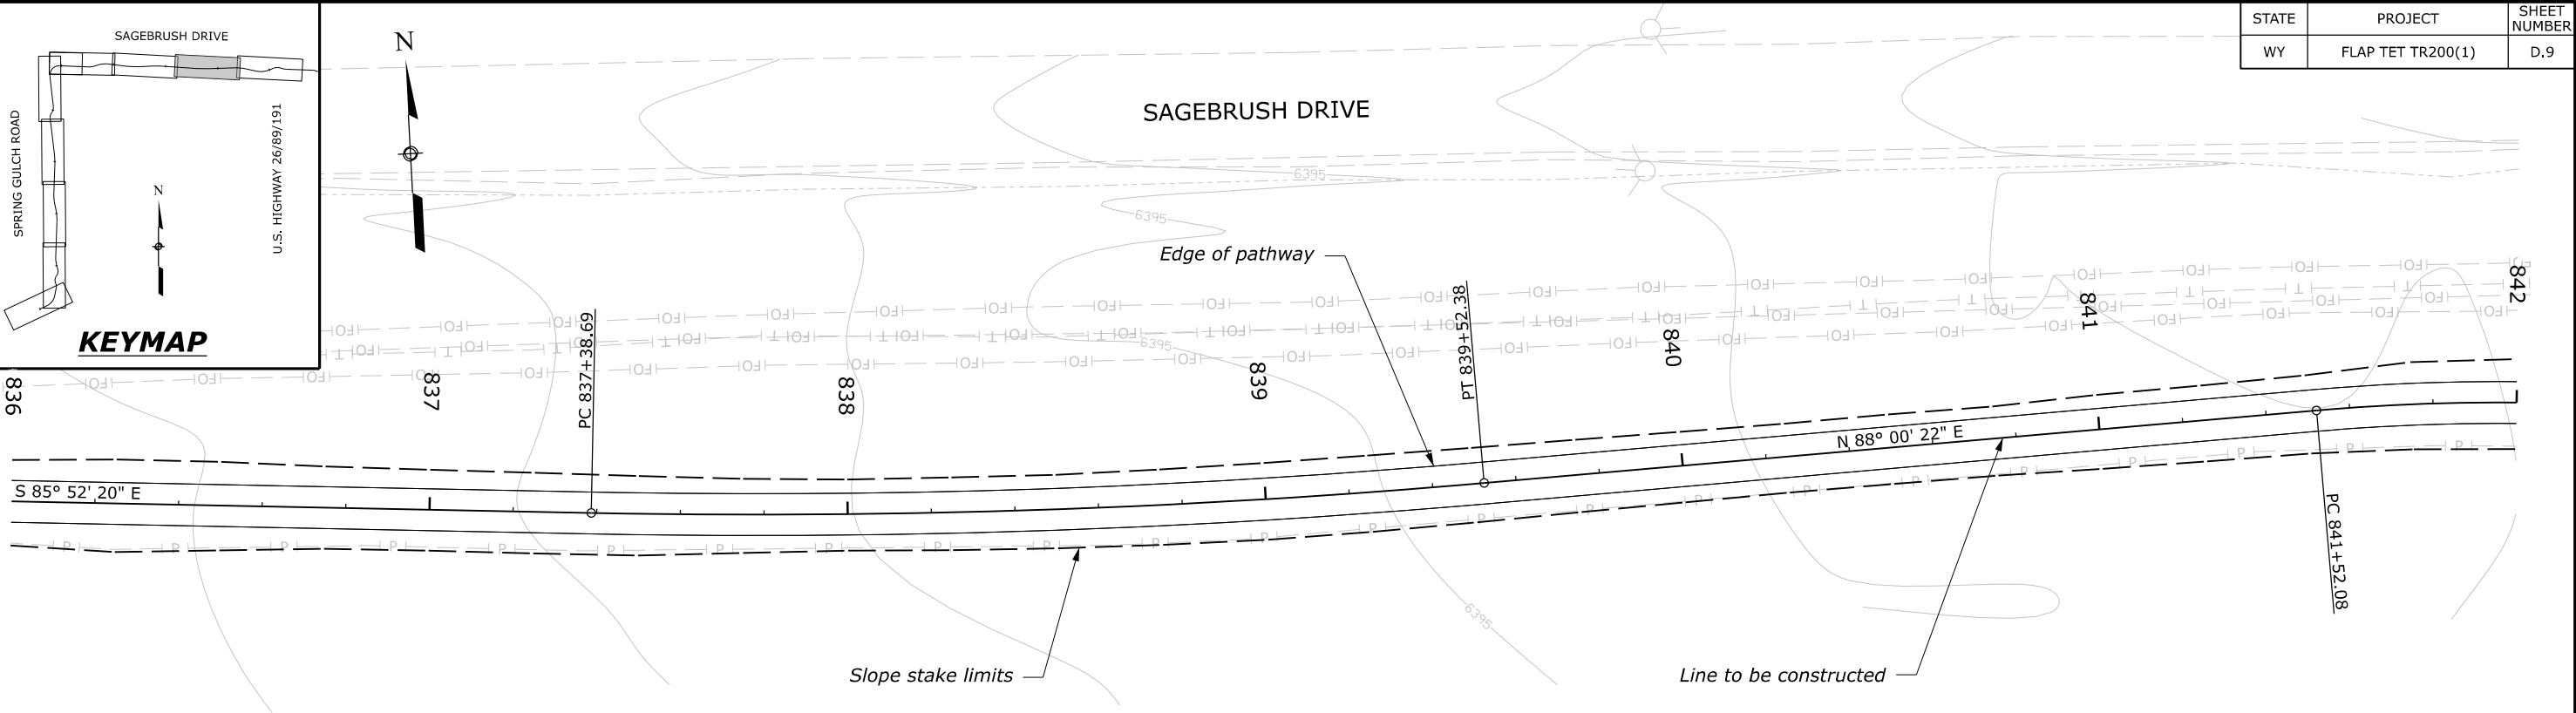 SAGEBRUSH DRIVE
SPRING GULCH ROAD
U.S. HIGHWAY 26/89/191
N
KEYMAP
N
STATE PROJECT SHEET NUMBER
WY FLAP TET TR200(1) D.9
SAGEBRUSH DRIVE
6395
6395
Edge of pathway
6395
836
837
PC 837+38.69
838
839
PT 839+52.38
840
841
842
S 85° 52' 20" E
N 88° 00' 22" E
PC 841+52.08
6395
Slope stake limits
Line to be constructed